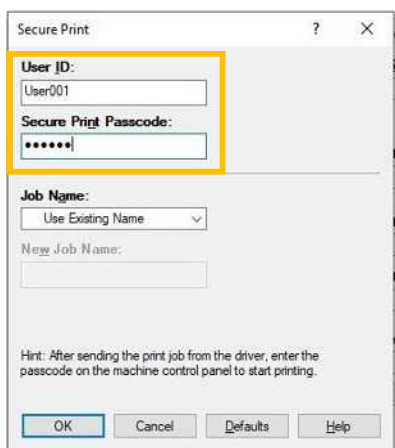 Secure Print ? ×
User ID:
User001
Secure Print Passcode:
••••••
Job Name:
Use Existing Name
New Job Name:
Hint: After sending the print job from the driver, enter the
passcode on the machine control panel to start printing.
OK Cancel Defaults Help